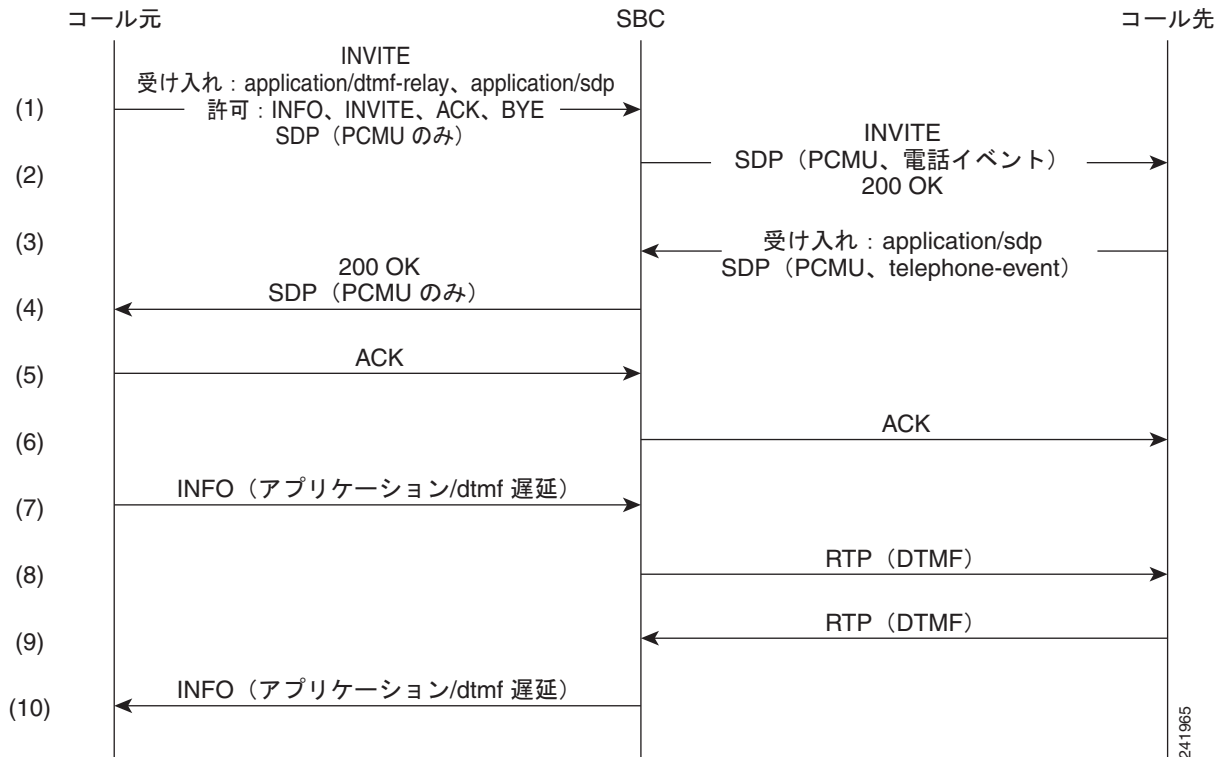 コール元
SBC
コール先
INVITE
受け入れ：application/dtmf-relay、application/sdp
(1)
許可：INFO、INVITE、ACK、BYE
SDP（PCMU のみ）
INVITE
(2)
SDP（PCMU、電話イベント）
200 OK
(3)
受け入れ：application/sdp
SDP（PCMU、telephone-event）
200 OK
SDP（PCMU のみ）
(4)
ACK
(5)
ACK
(6)
INFO（アプリケーション/dtmf 遅延）
(7)
RTP（DTMF）
(8)
RTP（DTMF）
(9)
INFO（アプリケーション/dtmf 遅延）
(10)
241965